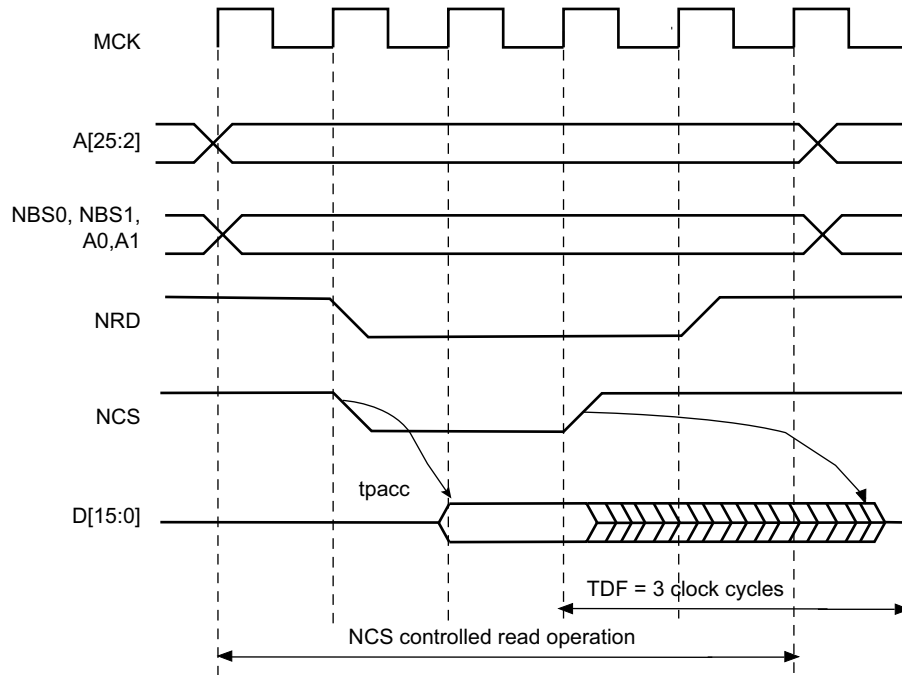 MCK
A[25:2]
NBS0, NBS1,
A0,A1
NRD
NCS
tpacc
D[15:0]
TDF = 3 clock cycles
NCS controlled read operation